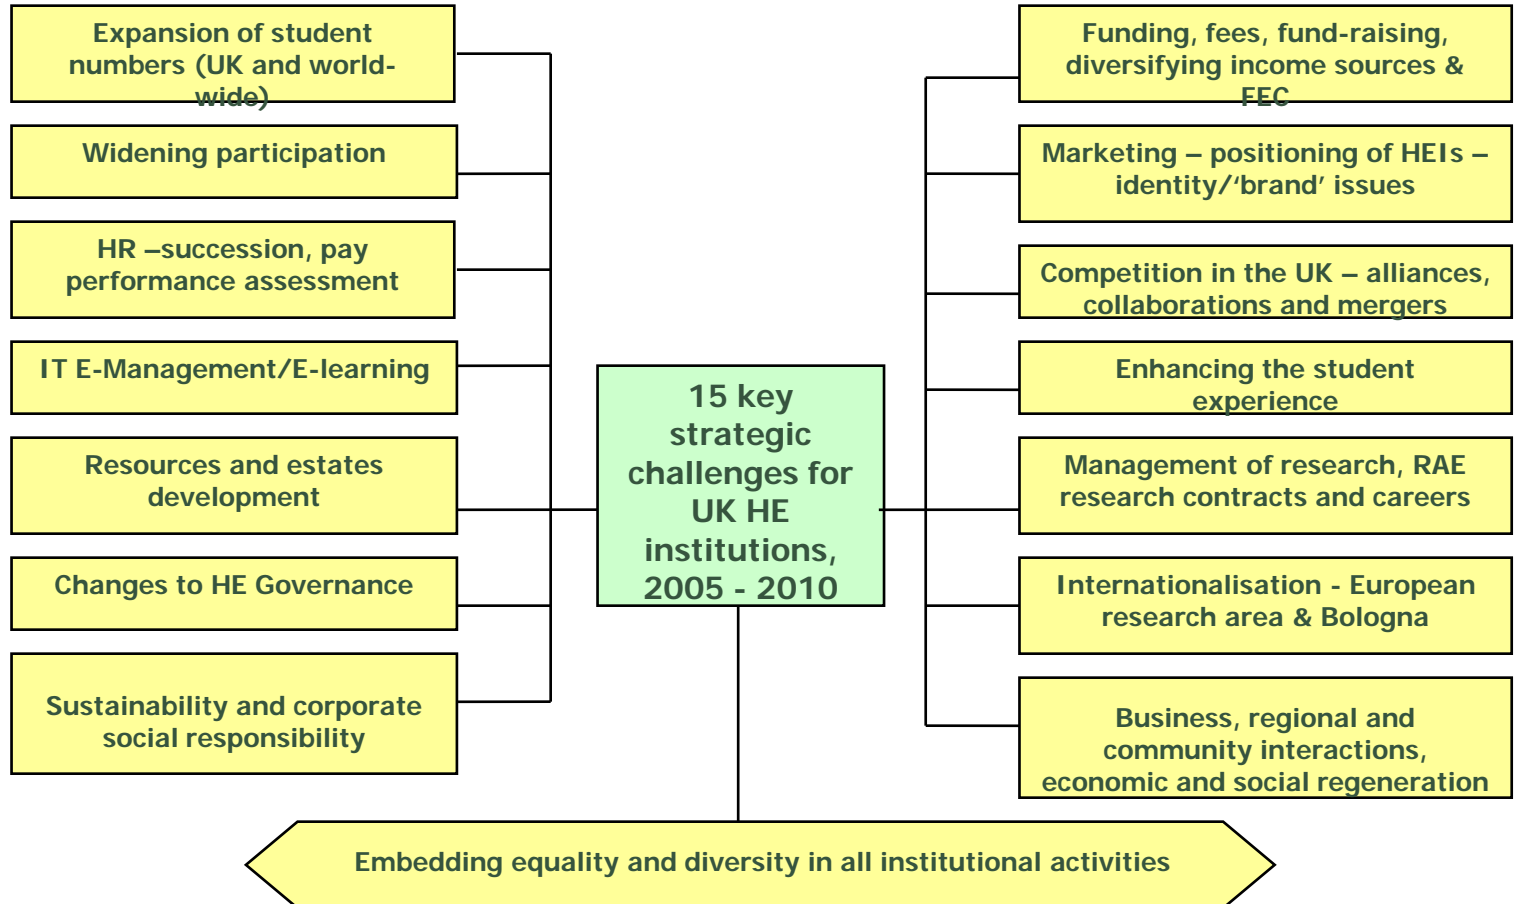 Expansion of student
numbers (UK and world-
wide)
Widening participation
HR –succession, pay
performance assessment
IT E-Management/E-learning
Resources and estates
development
Changes to HE Governance
Sustainability and corporate
social responsibility
15 key
strategic
challenges for
UK HE
institutions,
2005 - 2010
Funding, fees, fund-raising,
diversifying income sources &
FEC
Marketing – positioning of HEIs –
identity/‘brand’ issues
Competition in the UK – alliances,
collaborations and mergers
Enhancing the student
experience
Management of research, RAE
research contracts and careers
Internationalisation - European
research area & Bologna
Business, regional and
community interactions,
economic and social regeneration
Embedding equality and diversity in all institutional activities